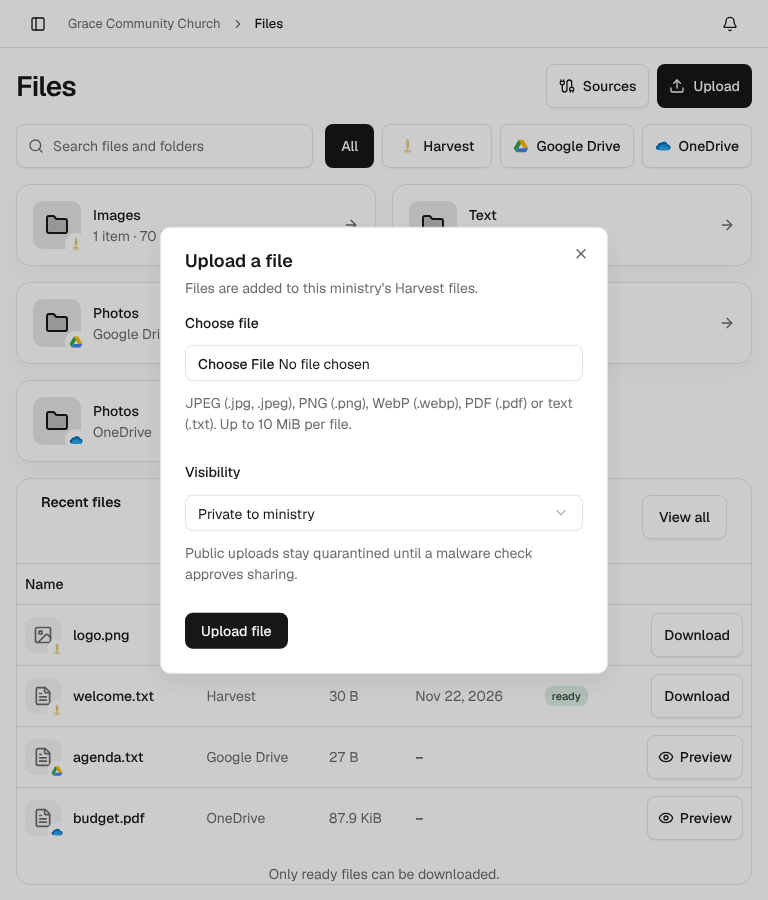 Grace Community Church > Files
Files
Sources
Upload
Search files and folders
All
Harvest
Google Drive
OneDrive
Images
1 item · 70
Text
Photos
Google Dri
Photos
OneDrive
Upload a file
Files are added to this ministry's Harvest files.
Choose file
Choose File No file chosen
JPEG (.jpg, .jpeg), PNG (.png), WebP (.webp), PDF (.pdf) or text
(.txt). Up to 10 MiB per file.
Visibility
Private to ministry
Public uploads stay quarantined until a malware check
approves sharing.
Upload file
Recent files
View all
Name
logo.png
Download
welcome.txt Harvest 30 B Nov 22, 2026 ready Download
agenda.txt Google Drive 27 B – Preview
budget.pdf OneDrive 87.9 KiB – Preview
Only ready files can be downloaded.